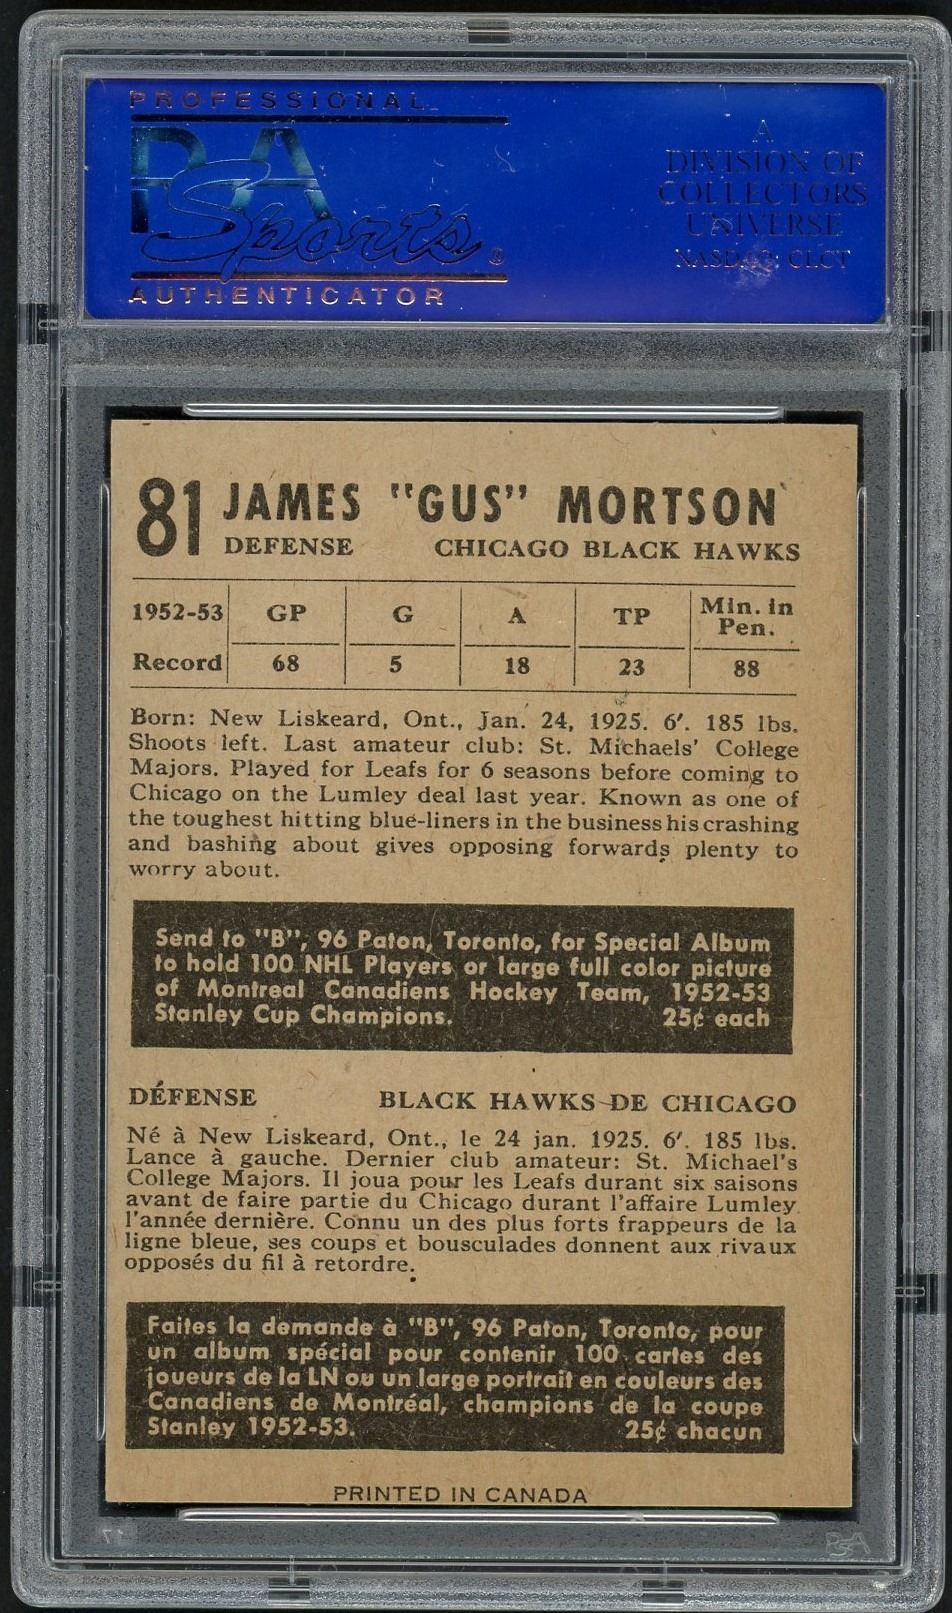 PROFESSIONAL
PSA
Sports®
AUTHENTICATOR
A
DIVISION OF
COLLECTORS
UNIVERSE
NASDAQ CLCT
81 JAMES "GUS" MORTSON
DEFENSE CHICAGO BLACK HAWKS
1952-53 GP G A TP Min. in Pen.
Record 68 5 18 23 88
Born: New Liskeard, Ont., Jan. 24, 1925. 6′. 185 lbs.
Shoots left. Last amateur club: St. Michaels' College
Majors. Played for Leafs for 6 seasons before coming to
Chicago on the Lumley deal last year. Known as one of
the toughest hitting blue-liners in the business his crashing
and bashing about gives opposing forwards plenty to
worry about.
Send to "B", 96 Paton, Toronto, for Special Album
to hold 100 NHL Players or large full color picture
of Montreal Canadiens Hockey Team, 1952-53
Stanley Cup Champions. 25¢ each
DÉFENSE BLACK HAWKS DE CHICAGO
Né à New Liskeard, Ont., le 24 jan. 1925. 6′. 185 lbs.
Lance à gauche. Dernier club amateur: St. Michael's
College Majors. Il joua pour les Leafs durant six saisons
avant de faire partie du Chicago durant l'affaire Lumley
l'année dernière. Connu un des plus forts frappeurs de la
ligne bleue, ses coups et bousculades donnent aux rivaux
opposés du fil à retordre.
Faites la demande à "B", 96 Paton, Toronto, pour
un album spécial pour contenir 100 cartes des
joueurs de la LN ou un large portrait en couleurs des
Canadiens de Montréal, champions de la coupe
Stanley 1952-53. 25¢ chacun
PRINTED IN CANADA
PSA